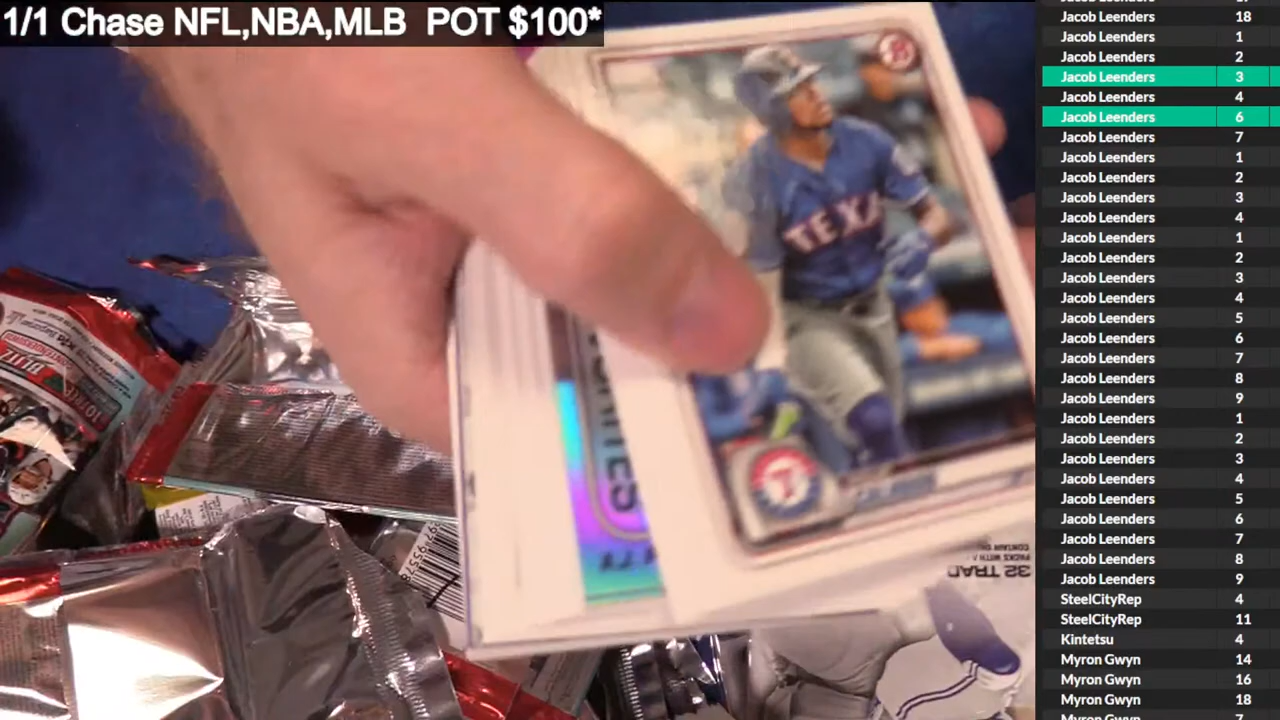 1/1 Chase NFL,NBA,MLB POT $100*
Jacob Leenders 18
Jacob Leenders 1
Jacob Leenders 2
Jacob Leenders 3
Jacob Leenders 4
Jacob Leenders 6
Jacob Leenders 7
Jacob Leenders 1
Jacob Leenders 2
Jacob Leenders 3
Jacob Leenders 4
Jacob Leenders 1
Jacob Leenders 2
Jacob Leenders 3
Jacob Leenders 4
Jacob Leenders 5
Jacob Leenders 6
Jacob Leenders 7
Jacob Leenders 8
Jacob Leenders 9
Jacob Leenders 1
Jacob Leenders 2
Jacob Leenders 3
Jacob Leenders 4
Jacob Leenders 5
Jacob Leenders 6
Jacob Leenders 7
Jacob Leenders 8
Jacob Leenders 9
SteelCityRep 4
SteelCityRep 11
Kintetsu 4
Myron Gwyn 14
Myron Gwyn 16
Myron Gwyn 18
Myron Gwyn
TEXA
BLITZ
32 TRAD